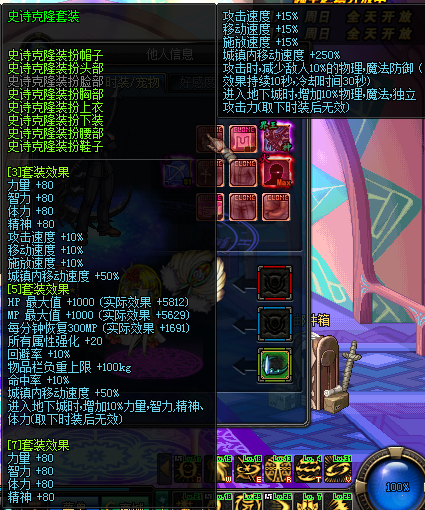 史诗克隆套装
史诗克隆装扮帽子
史诗克隆装扮头部
史诗克隆装扮脸部
史诗克隆装扮胸部
史诗克隆装扮上衣
史诗克隆装扮下装
史诗克隆装扮腰部
史诗克隆装扮鞋子
[3]套装效果
力量 +80
智力 +80
体力 +80
精神 +80
攻击速度 +10%
移动速度 +10%
施放速度 +10%
城镇内移动速度 +50%
[5]套装效果
HP 最大值 +1000 (实际效果 +5812)
MP 最大值 +1000 (实际效果 +5629)
每分钟恢复300MP (实际效果 +1691)
所有属性强化 +20
回避率 +10%
物品栏负重上限 +100kg
命中率 +10%
城镇内移动速度 +50%
进入地下城时,增加10%力量,智力,精神、
体力(取下时装后无效)
[7]套装效果
力量 +80
智力 +80
体力 +80
精神 +80
攻击速度 +15%
移动速度 +15%
施放速度 +15%
城镇内移动速度 +250%
攻击时,减少敌人10%的物理,魔法防御(
效果持续10秒,冷却时间30秒)
进入地下城时,增加10%物理,魔法,独立
攻击力(取下时装后无效)
周日 全天开放
他人信息
时装/宠物
CLONE
CLONE
CLONE
CLONE
Max
100%